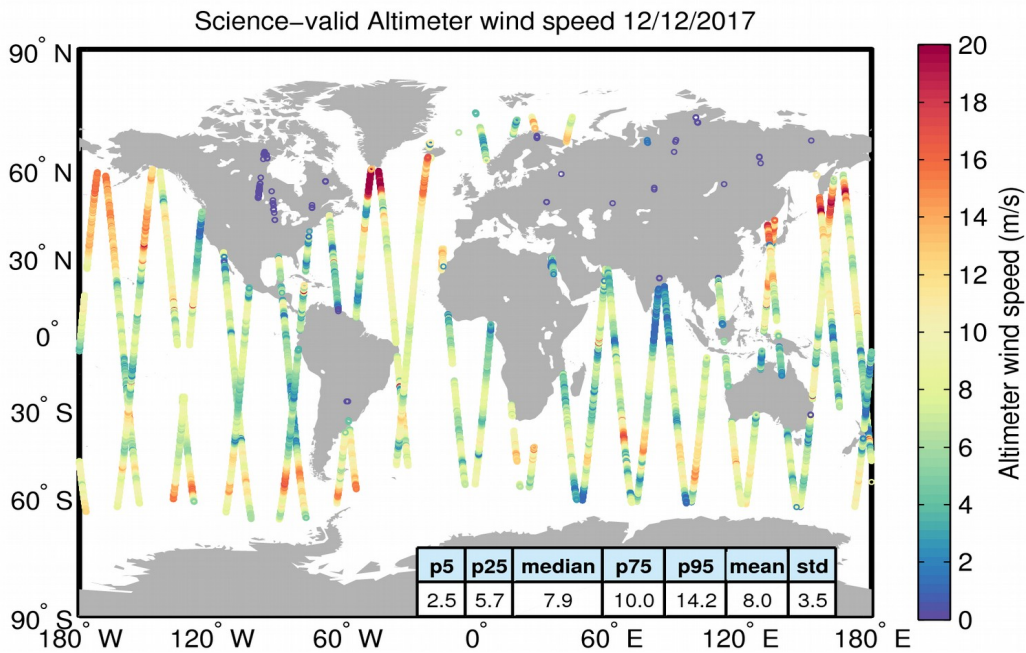 Science−valid Altimeter wind speed 12/12/2017
90° N
60° N
30° N
0°
30° S
60° S
90° S
180° W
120° W
60° W
0°
60° E
120° E
180° E
p5 p25 median p75 p95 mean std
2.5 5.7 7.9 10.0 14.2 8.0 3.5
20
18
16
14
12
10
8
6
4
2
0
Altimeter wind speed (m/s)